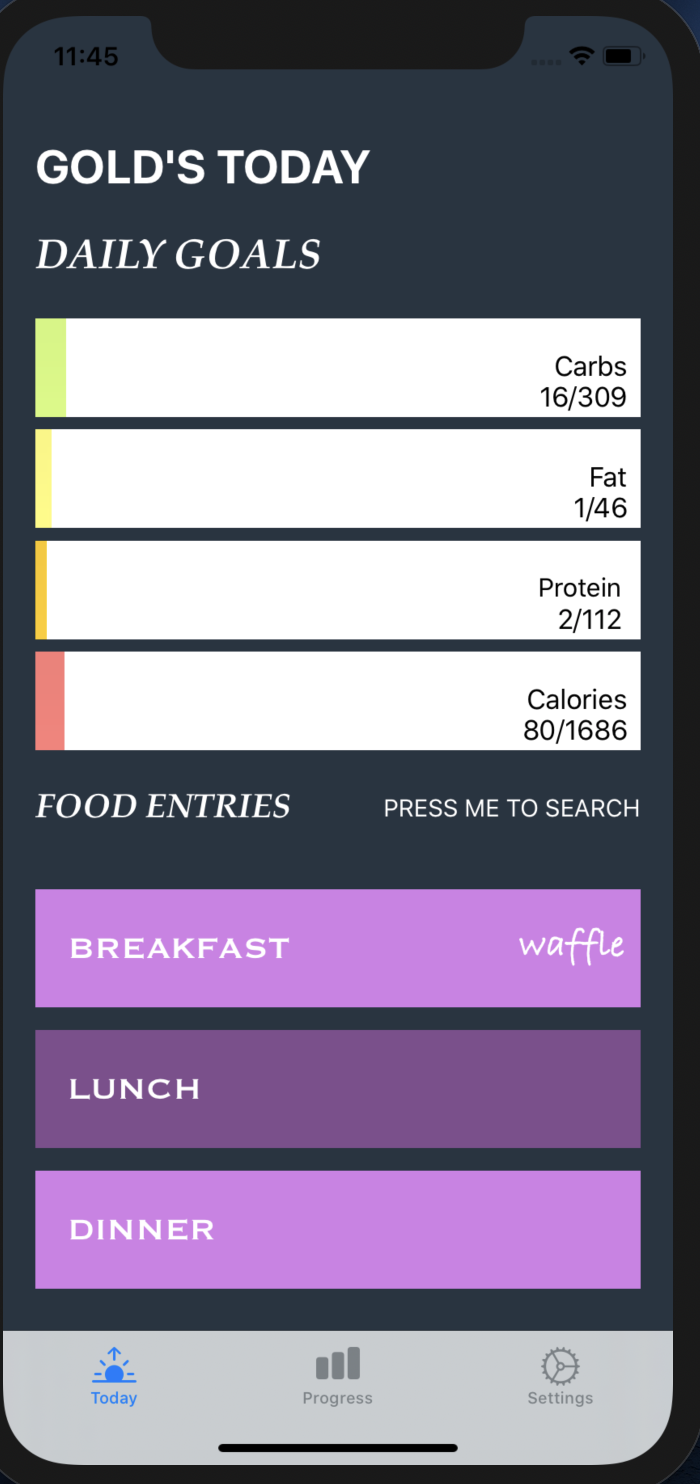 11:45
GOLD'S TODAY
DAILY GOALS
Carbs
16/309
Fat
1/46
Protein
2/112
Calories
80/1686
FOOD ENTRIES PRESS ME TO SEARCH
BREAKFAST waffle
LUNCH
DINNER
Today Progress Settings